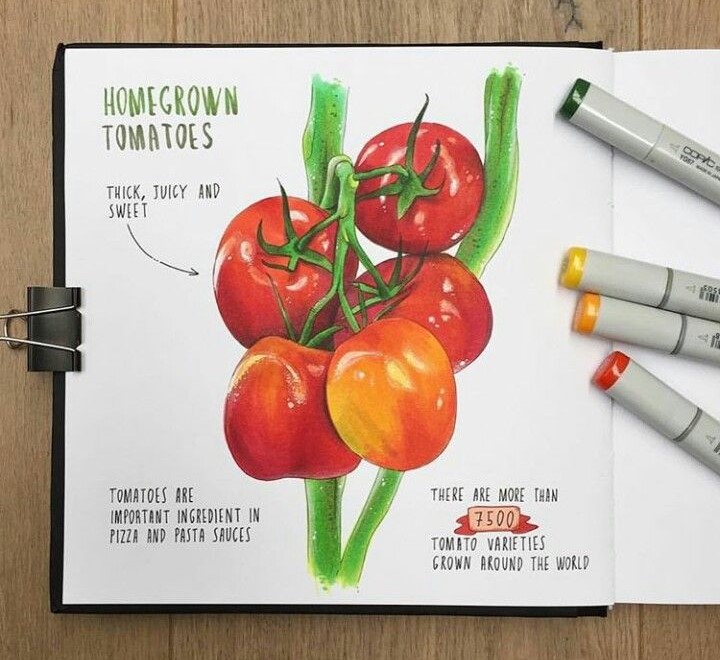 HOMEGROWN
TOMATOES
THICK, JUICY AND
SWEET
TOMATOES ARE
IMPORTANT INGREDIENT IN
PIZZA AND PASTA SAUCES
THERE ARE MORE THAN
7500
TOMATO VARIETIES
GROWN AROUND THE WORLD
COPIC